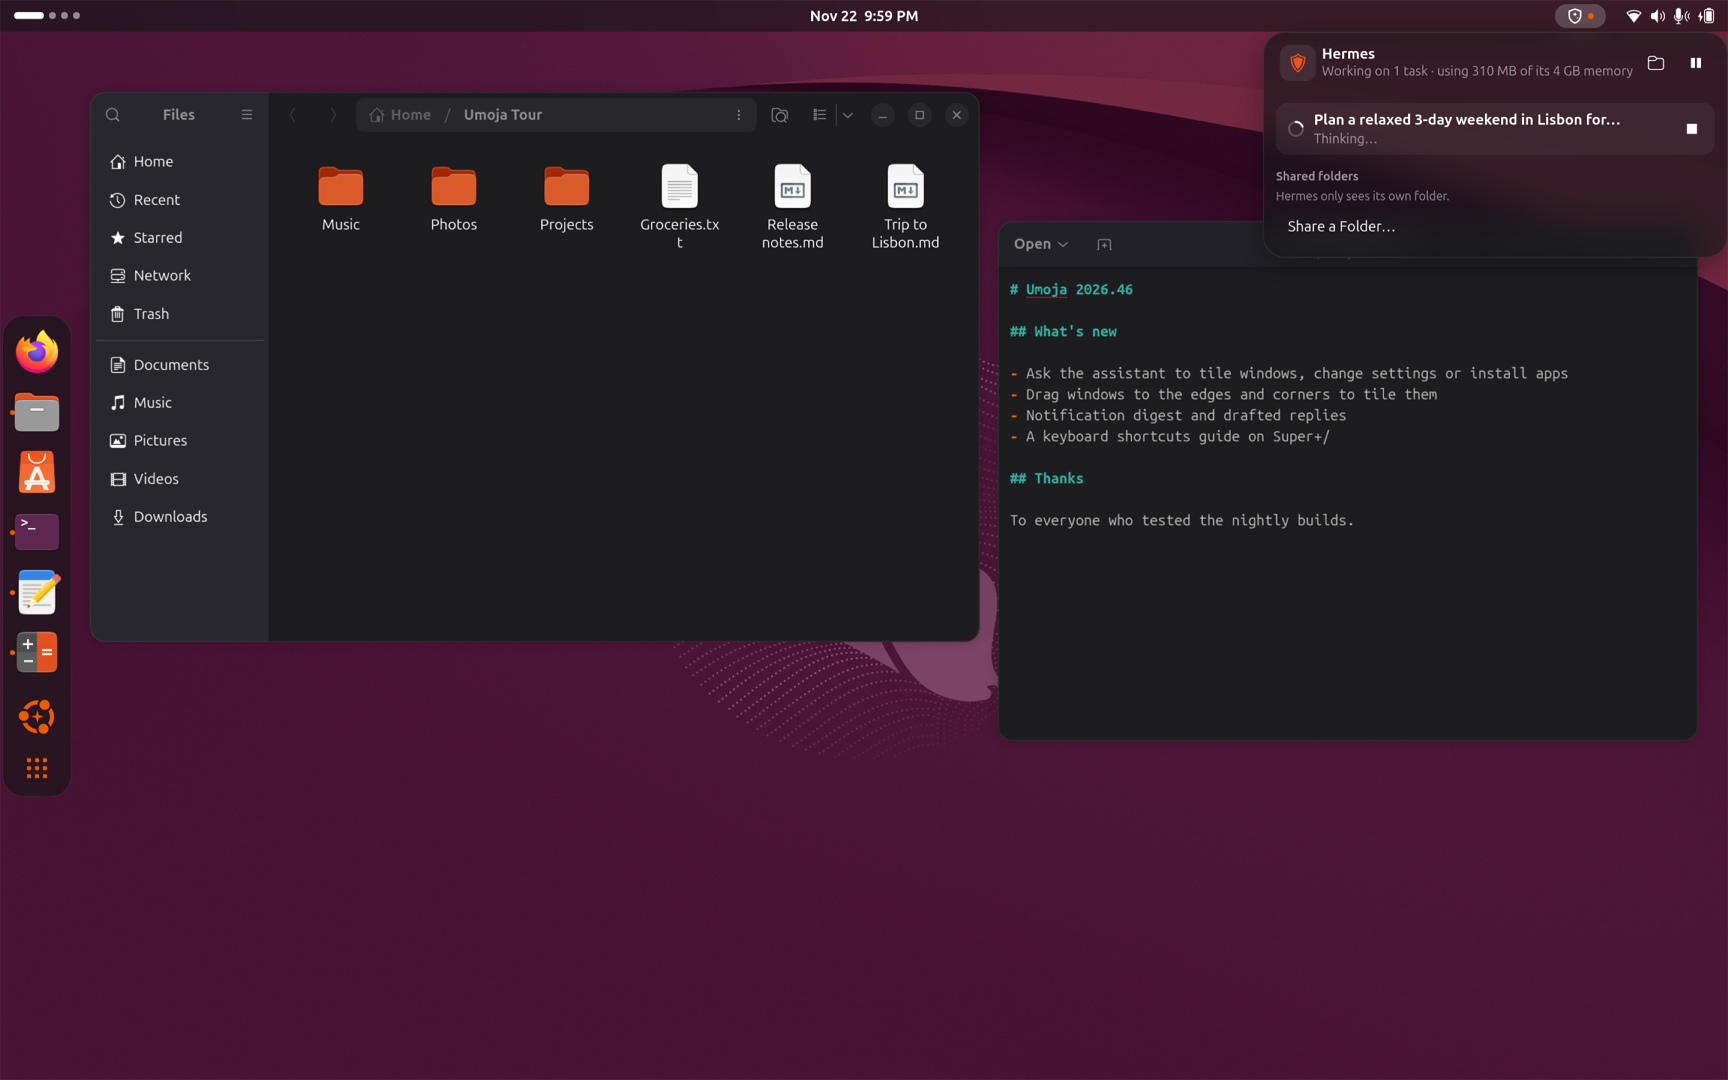 Nov 22 9:59 PM
Hermes
Working on 1 task · using 310 MB of its 4 GB memory
Plan a relaxed 3-day weekend in Lisbon for…
Thinking…
Shared folders
Hermes only sees its own folder.
Share a Folder…
Files
Home / Umoja Tour
Home
Recent
Starred
Network
Trash
Documents
Music
Pictures
Videos
Downloads
Music
Photos
Projects
Groceries.tx
t
Release
notes.md
Trip to
Lisbon.md
Open
# Umoja 2026.46
## What's new
- Ask the assistant to tile windows, change settings or install apps
- Drag windows to the edges and corners to tile them
- Notification digest and drafted replies
- A keyboard shortcuts guide on Super+/
## Thanks
To everyone who tested the nightly builds.